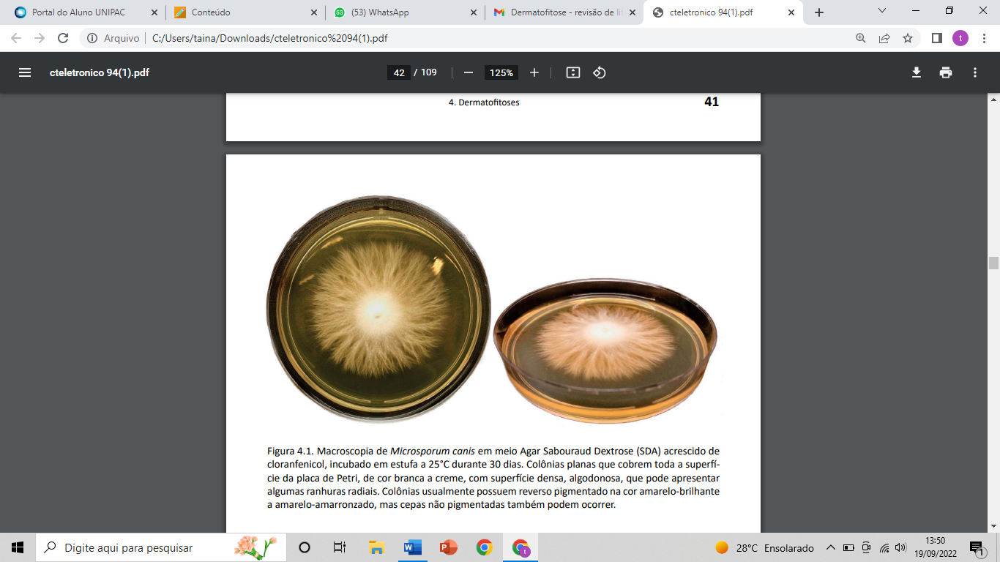 Portal do Aluno UNIPAC
Conteúdo
53
(53) WhatsApp
Dermatofitose - revisão de li
cteletronico 94(1).pdf
Arquivo
C:/Users/taina/Downloads/cteletronico%2094(1).pdf
t
cteletronico 94(1).pdf
42 / 109
125%
4. Dermatofitoses
41
Figura 4.1. Macroscopia de Microsporum canis em meio Agar Sabouraud Dextrose (SDA) acrescido de
cloranfenicol, incubado em estufa a 25°C durante 30 dias. Colônias planas que cobrem toda a superfí-
cie da placa de Petri, de cor branca a creme, com superfície densa, algodonosa, que pode apresentar
algumas ranhuras radiais. Colônias usualmente possuem reverso pigmentado na cor amarelo-brilhante
a amarelo-amarronzado, mas cepas não pigmentadas também podem ocorrer.
Digite aqui para pesquisar
t
28°C Ensolarado
13:50
19/09/2022
1